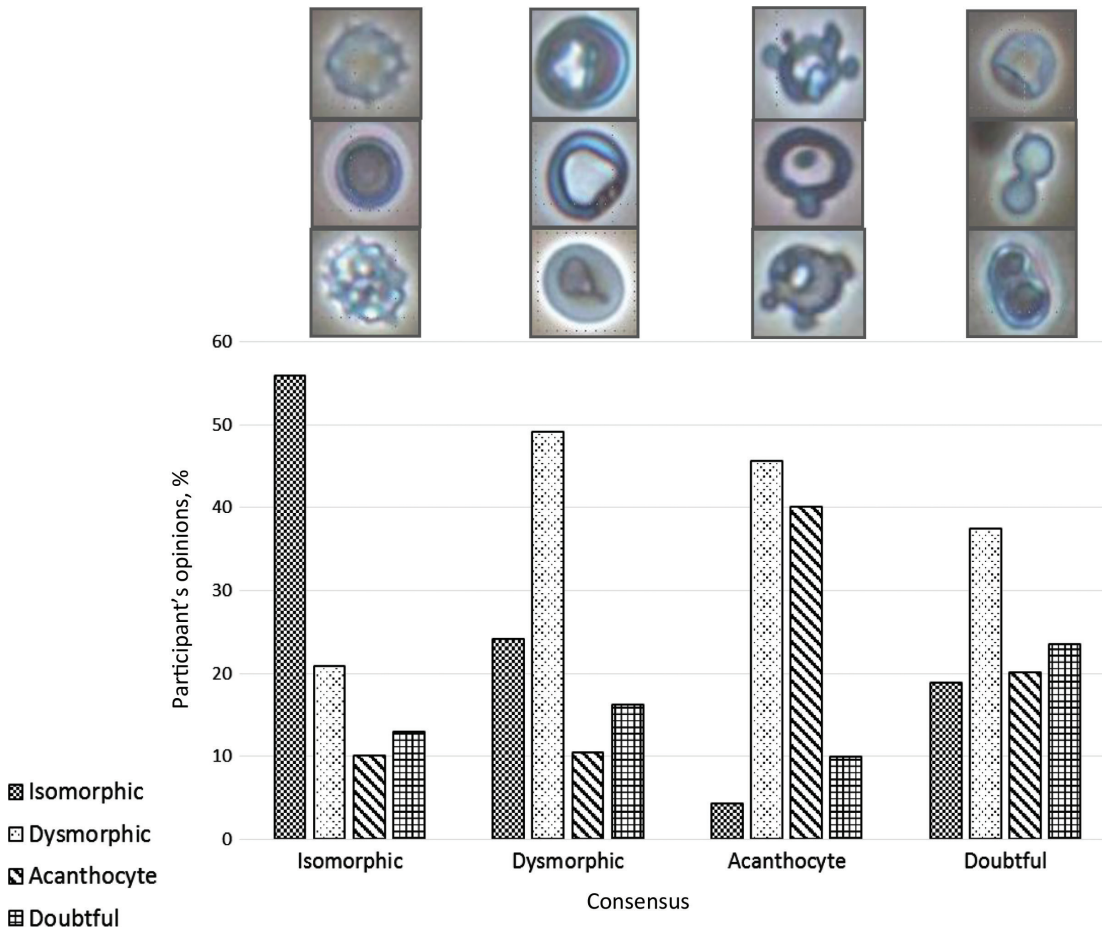 60
50
40
30
20
10
0
Participant's opinions, %
Isomorphic Dysmorphic Acanthocyte Doubtful
Consensus
Isomorphic
Dysmorphic
Acanthocyte
Doubtful